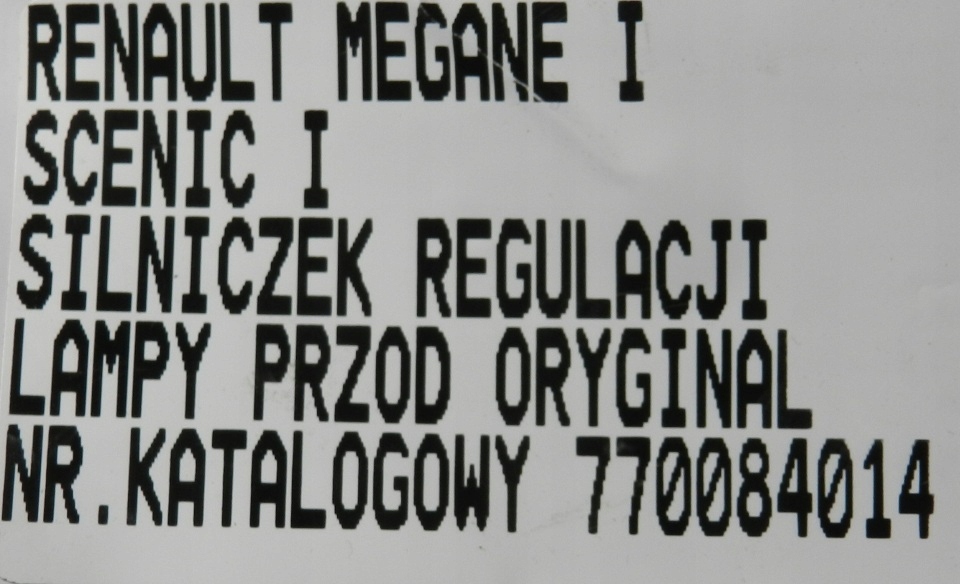 RENAULT MEGANE I
SCENIC I
SILNICZEK REGULACJI
LAMPY PRZOD ORYGINAL
NR.KATALOGOWY 770084014